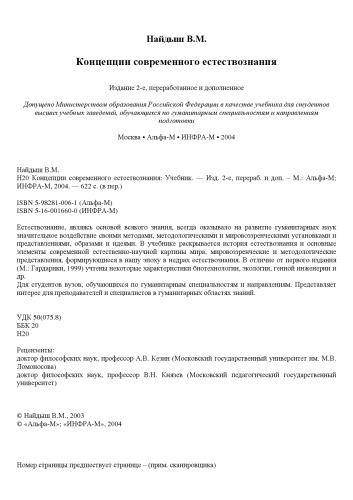 Найдыш В.М.
Концепции современного естествознания
Издание 2-е, переработанное и дополненное
Допущено Министерством образования Российской Федерации в качестве учебника для студентов
высших учебных заведений, обучающихся по гуманитарным специальностям и направлениям
подготовки
Москва • Альфа-М • ИНФРА-М • 2004
Найдыш В.М.
Н20 Концепции современного естествознания: Учебник. — Изд. 2-е, перераб. и доп. – М.: Альфа-М;
ИНФРА-М, 2004. — 622 с. (в пер.)
ISBN 5-98281-006-1 (Альфа-М)
ISBN 5-16-001660-0 (ИНФРА-М)
Естествознание, являясь основой всякого знания, всегда оказывало на развитие гуманитарных наук
значительное воздействие своими методами, методологическими и мировоззренческими установками и
представлениями, образами и идеями. В учебнике раскрывается история естествознания и основные
элементы современной естественно-научной картины мира, мировоззренческие и методологические
представления, формирующиеся в нашу эпоху в недрах естествознания. В отличие от первого издания
(М.: Гардарики, 1999) учтены некоторые характеристики биотехнологии, экологии, генной инженерии и
др.
Для студентов вузов, обучающихся по гуманитарным специальностям и направлениям. Представляет
интерес для преподавателей и специалистов в гуманитарных областях знаний.
УДК 50(075.8)
ББК 20
Н20
Рецензенты:
доктор философских наук, профессор А.В. Кезин (Московский государственный университет им. М.В.
Ломоносова)
доктор философских наук, профессор В.Н. Князев (Московский педагогический государственный
университет)
© Найдыш В.М., 2003
© «Альфа-М»; «ИНФРА-М», 2004
Номер страницы предшествует странице – (прим. сканировщика)